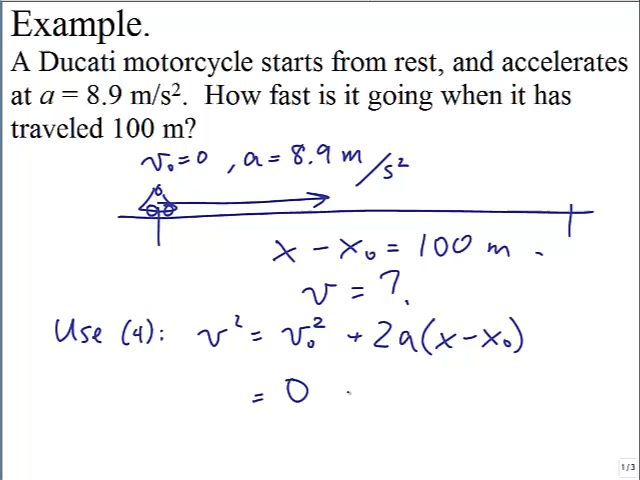 Example.
A Ducati motorcycle starts from rest, and accelerates
at a = 8.9 m/s². How fast is it going when it has
traveled 100 m?
v₀ = 0 , a = 8.9 m/s²
x − x₀ = 100 m .
v = ?.
Use (4): v² = v₀² + 2a(x − x₀)
= 0
1/3